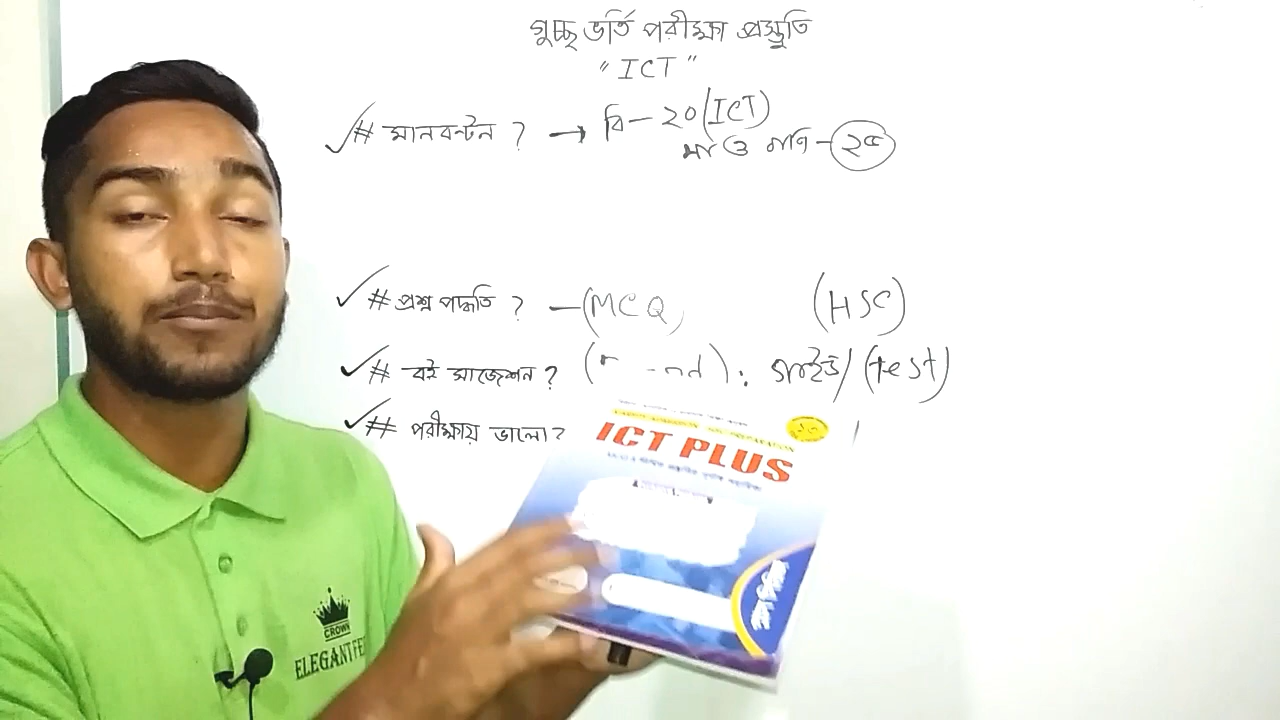 গুচ্ছ ভর্তি পরীক্ষা প্রস্তুতি
"ICT"
# মানবন্টন ? → বি - ২০ (ICT)
মা ও বাণি - ২৫
# প্রশ্ন পদ্ধতি ? - (MCQ) (HSC)
# বই সাজেশন ? গাইড / (test)
# পরীক্ষায় ভালো ?
ICT PLUS
CROWN
ELEGANT